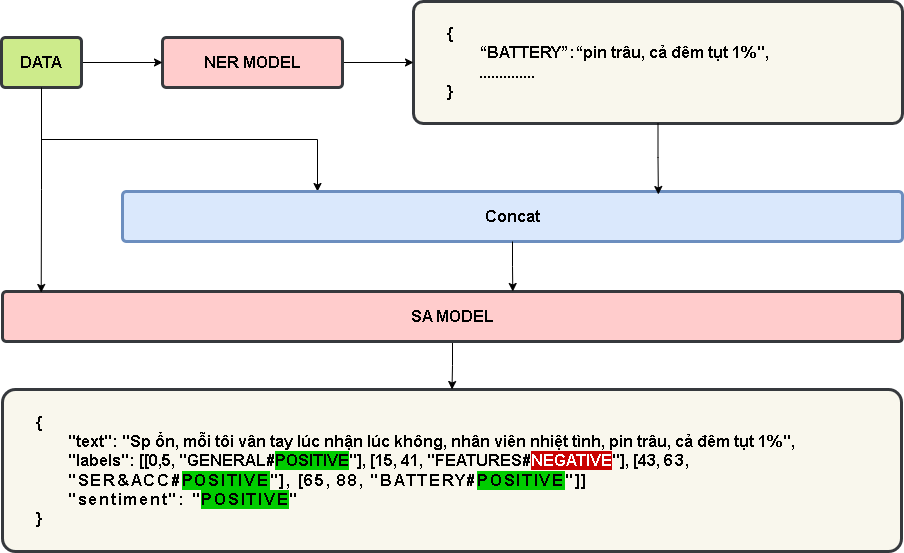 DATA
NER MODEL
{
“BATTERY”:“pin trâu, cả đêm tụt 1%",
..............
}
Concat
SA MODEL
{
"text": "Sp ổn, mỗi tôi vân tay lúc nhận lúc không, nhân viên nhiệt tình, pin trâu, cả đêm tụt 1%",
"labels": [[0,5, "GENERAL#POSITIVE"], [15, 41, "FEATURES#NEGATIVE"], [43, 63,
"SER&ACC#POSITIVE"], [65, 88, "BATTERY#POSITIVE"]]
"sentiment": "POSITIVE"
}